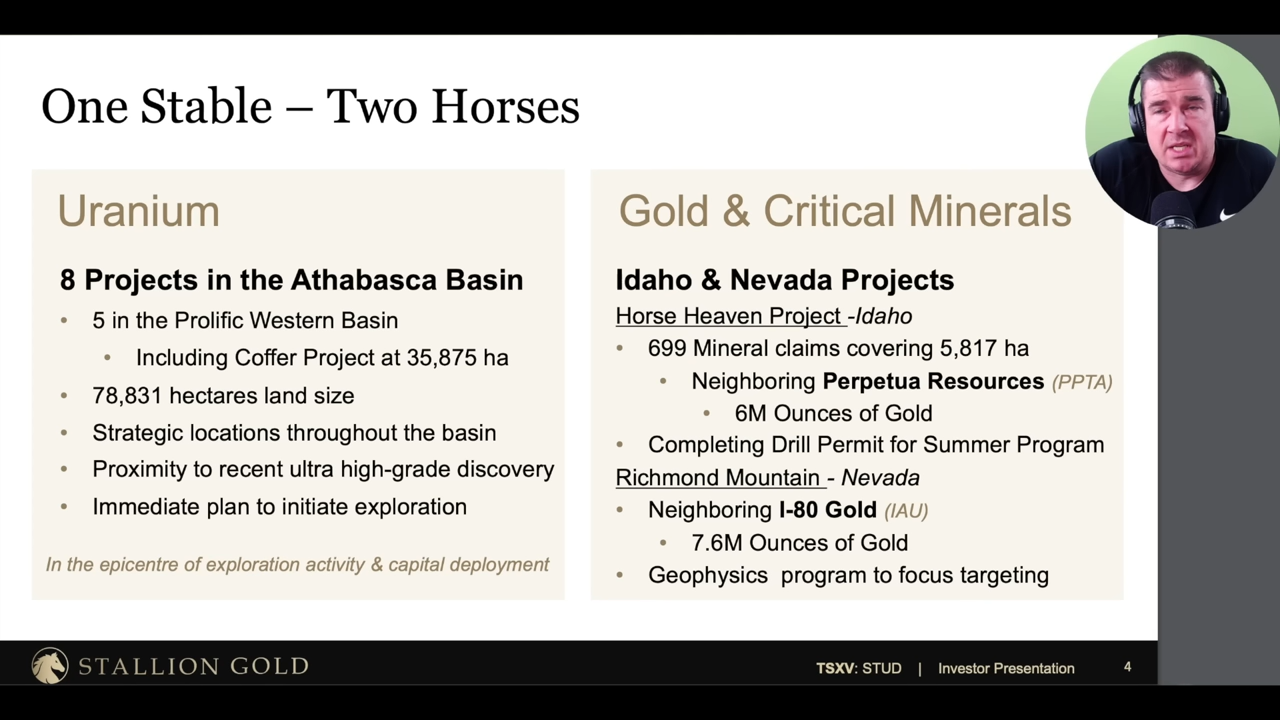 One Stable – Two Horses
Uranium
8 Projects in the Athabasca Basin
• 5 in the Prolific Western Basin
• Including Coffer Project at 35,875 ha
• 78,831 hectares land size
• Strategic locations throughout the basin
• Proximity to recent ultra high-grade discovery
• Immediate plan to initiate exploration
In the epicentre of exploration activity & capital deployment
Gold & Critical Minerals
Idaho & Nevada Projects
Horse Heaven Project -Idaho
• 699 Mineral claims covering 5,817 ha
• Neighboring Perpetua Resources (PPTA)
• 6M Ounces of Gold
• Completing Drill Permit for Summer Program
Richmond Mountain - Nevada
• Neighboring I-80 Gold (IAU)
• 7.6M Ounces of Gold
• Geophysics program to focus targeting
STALLION GOLD
TSXV: STUD | Investor Presentation 4